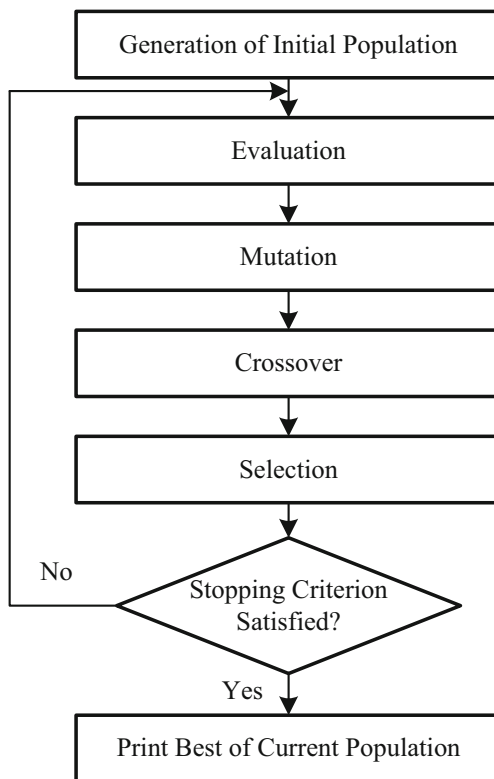 Generation of Initial Population
Evaluation
Mutation
Crossover
Selection
Stopping Criterion
Satisfied?
No
Yes
Print Best of Current Population